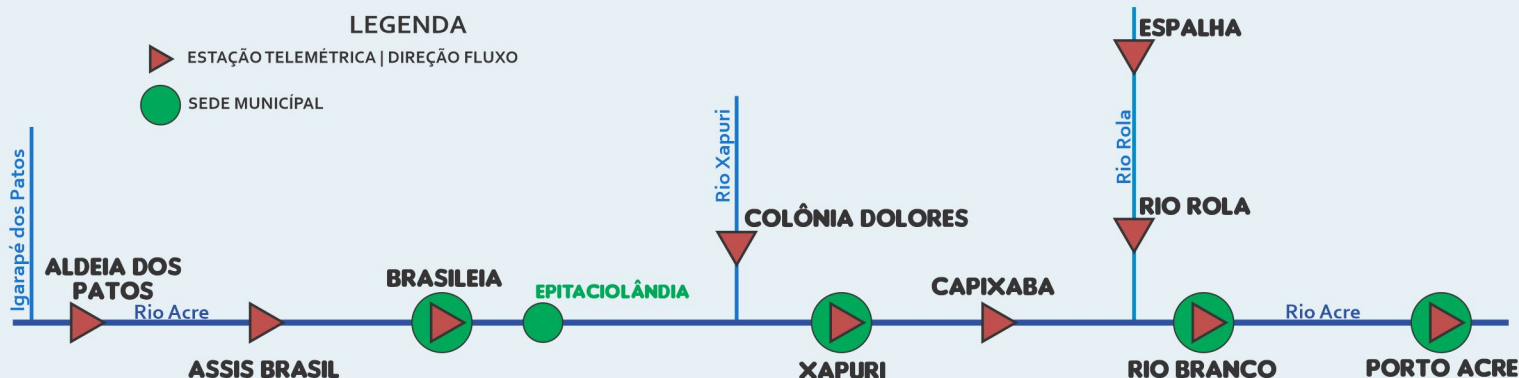 LEGENDA
ESTAÇÃO TELEMÉTRICA | DIREÇÃO FLUXO
SEDE MUNICÍPAL
Igarapé dos Patos
ALDEIA DOS
PATOS
Rio Acre
ASSIS BRASIL
BRASILEIA
EPITACIOLÂNDIA
Rio Xapuri
COLÔNIA DOLORES
XAPURI
CAPIXABA
ESPALHA
Rio Rola
RIO ROLA
RIO BRANCO
Rio Acre
PORTO ACRE